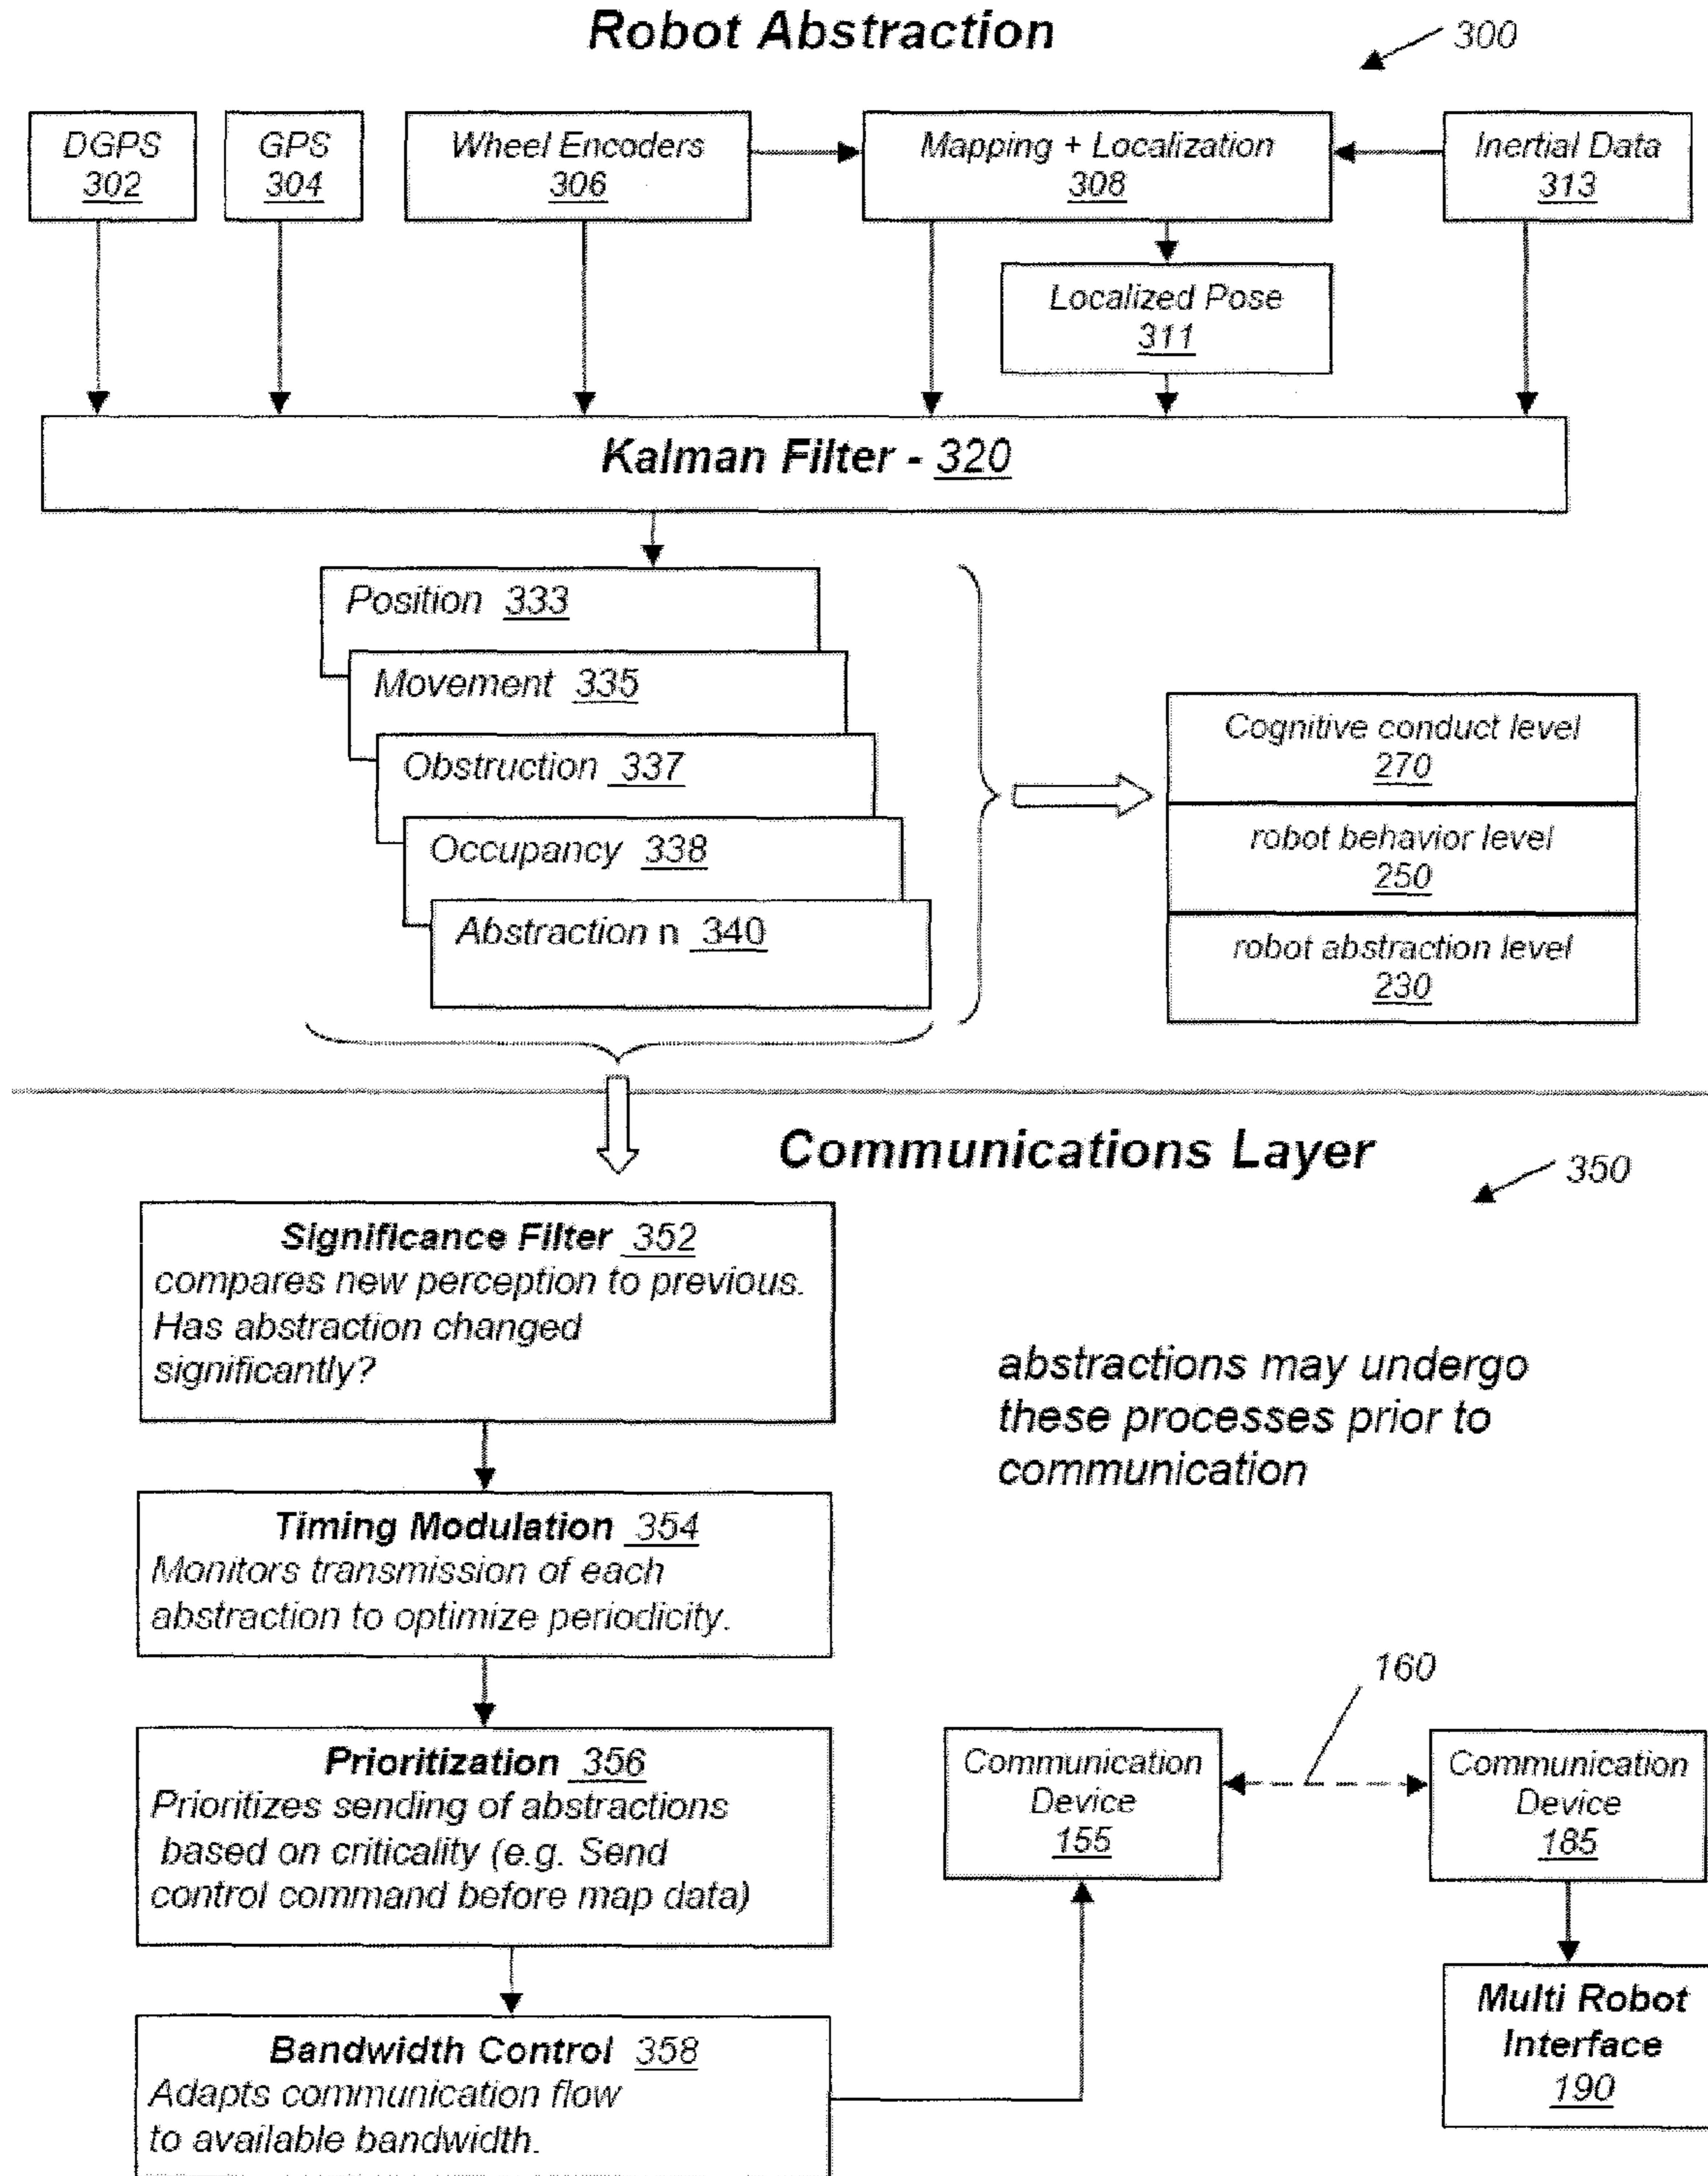 Robot Abstraction
300
DGPS
302
GPS
304
Wheel Encoders
306
Mapping + Localization
308
Inertial Data
313
Localized Pose
311
Kalman Filter - 320
Position 333
Movement 335
Obstruction 337
Occupancy 338
Abstraction n 340
Cognitive conduct level
270
robot behavior level
250
robot abstraction level
230
Communications Layer
350
Significance Filter 352
compares new perception to previous.
Has abstraction changed
significantly?
abstractions may undergo
these processes prior to
communication
Timing Modulation 354
Monitors transmission of each
abstraction to optimize periodicity.
160
Prioritization 356
Prioritizes sending of abstractions
based on criticality (e.g. Send
control command before map data)
Communication
Device
155
Communication
Device
185
Bandwidth Control 358
Adapts communication flow
to available bandwidth.
Multi Robot
Interface
190